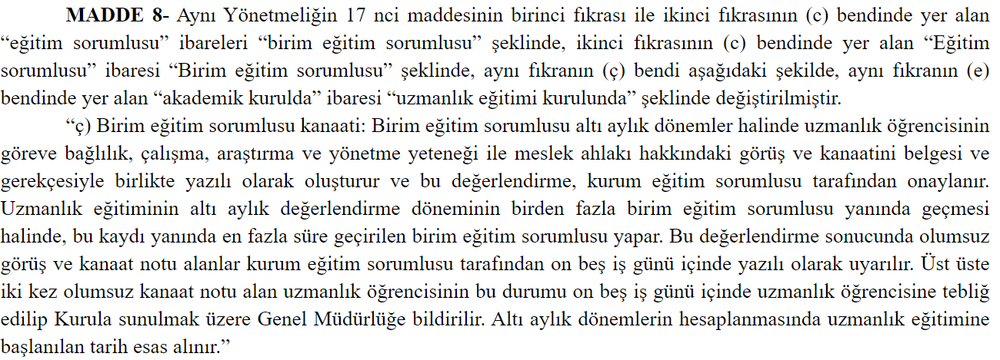 MADDE 8- Aynı Yönetmeliğin 17 nci maddesinin birinci fıkrası ile ikinci fıkrasının (c) bendinde yer alan
“eğitim sorumlusu” ibareleri “birim eğitim sorumlusu” şeklinde, ikinci fıkrasının (c) bendinde yer alan “Eğitim
sorumlusu” ibaresi “Birim eğitim sorumlusu” şeklinde, aynı fıkranın (ç) bendi aşağıdaki şekilde, aynı fıkranın (e)
bendinde yer alan “akademik kurulda” ibaresi “uzmanlık eğitimi kurulunda” şeklinde değiştirilmiştir.
“ç) Birim eğitim sorumlusu kanaati: Birim eğitim sorumlusu altı aylık dönemler halinde uzmanlık öğrencisinin
göreve bağlılık, çalışma, araştırma ve yönetme yeteneği ile meslek ahlakı hakkındaki görüş ve kanaatini belgesi ve
gerekçesiyle birlikte yazılı olarak oluşturur ve bu değerlendirme, kurum eğitim sorumlusu tarafından onaylanır.
Uzmanlık eğitiminin altı aylık değerlendirme döneminin birden fazla birim eğitim sorumlusu yanında geçmesi
halinde, bu kaydı yanında en fazla süre geçirilen birim eğitim sorumlusu yapar. Bu değerlendirme sonucunda olumsuz
görüş ve kanaat notu alanlar kurum eğitim sorumlusu tarafından on beş iş günü içinde yazılı olarak uyarılır. Üst üste
iki kez olumsuz kanaat notu alan uzmanlık öğrencisinin bu durumu on beş iş günü içinde uzmanlık öğrencisine tebliğ
edilip Kurula sunulmak üzere Genel Müdürlüğe bildirilir. Altı aylık dönemlerin hesaplanmasında uzmanlık eğitimine
başlanılan tarih esas alınır.”